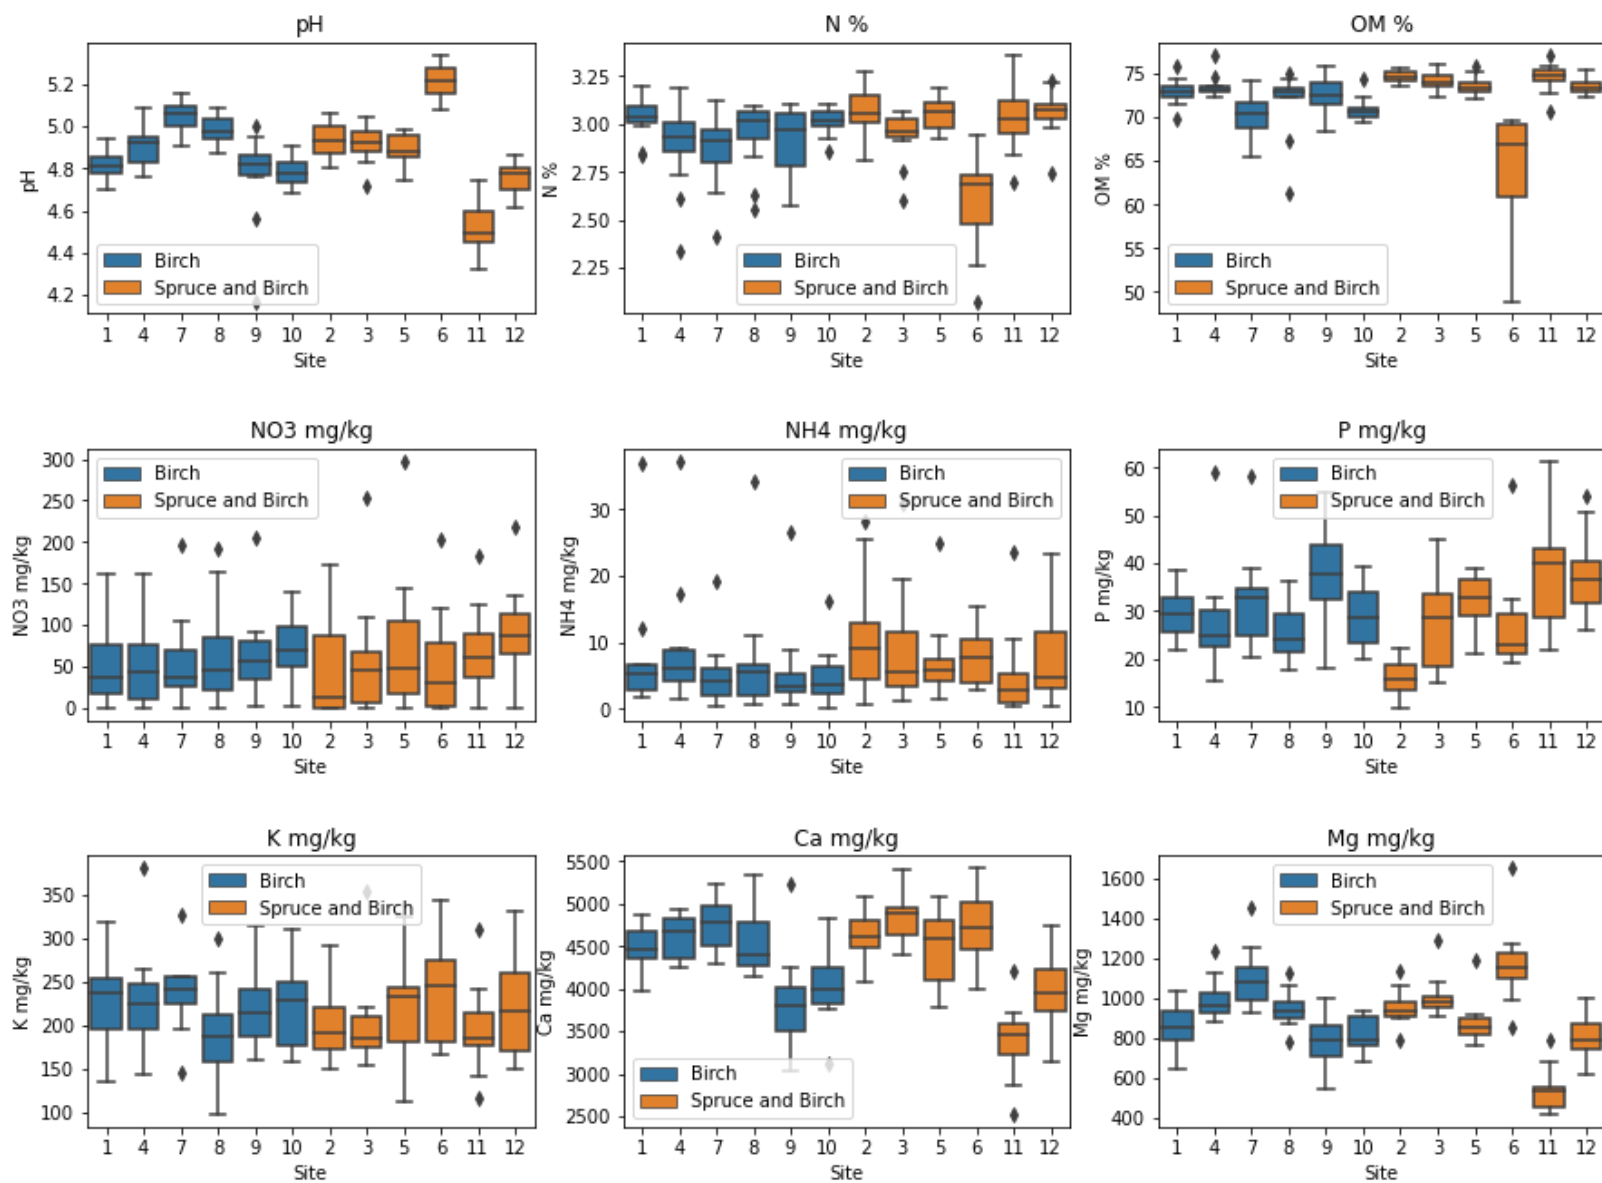 pH
N %
OM %
pH
5.2
5.0
4.8
4.6
4.4
4.2
Birch
Spruce and Birch
1 4 7 8 9 10 2 3 5 6 11 12
Site
N %
3.25
3.00
2.75
2.50
2.25
Birch
Spruce and Birch
1 4 7 8 9 10 2 3 5 6 11 12
Site
OM %
75
70
65
60
55
50
Birch
Spruce and Birch
1 4 7 8 9 10 2 3 5 6 11 12
Site
NO3 mg/kg
NH4 mg/kg
P mg/kg
NO3 mg/kg
300
250
200
150
100
50
0
Birch
Spruce and Birch
1 4 7 8 9 10 2 3 5 6 11 12
Site
NH4 mg/kg
30
20
10
0
Birch
Spruce and Birch
1 4 7 8 9 10 2 3 5 6 11 12
Site
P mg/kg
60
50
40
30
20
10
Birch
Spruce and Birch
1 4 7 8 9 10 2 3 5 6 11 12
Site
K mg/kg
Ca mg/kg
Mg mg/kg
K mg/kg
350
300
250
200
150
100
Birch
Spruce and Birch
1 4 7 8 9 10 2 3 5 6 11 12
Site
Ca mg/kg
5500
5000
4500
4000
3500
3000
2500
Birch
Spruce and Birch
1 4 7 8 9 10 2 3 5 6 11 12
Site
Mg mg/kg
1600
1400
1200
1000
800
600
400
Birch
Spruce and Birch
1 4 7 8 9 10 2 3 5 6 11 12
Site